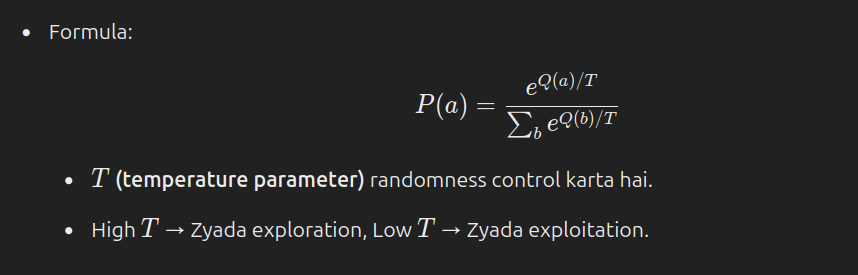 • Formula:
P(a) = e^{Q(a)/T} / ∑_b e^{Q(b)/T}
• T (temperature parameter) randomness control karta hai.
• High T → Zyada exploration, Low T → Zyada exploitation.